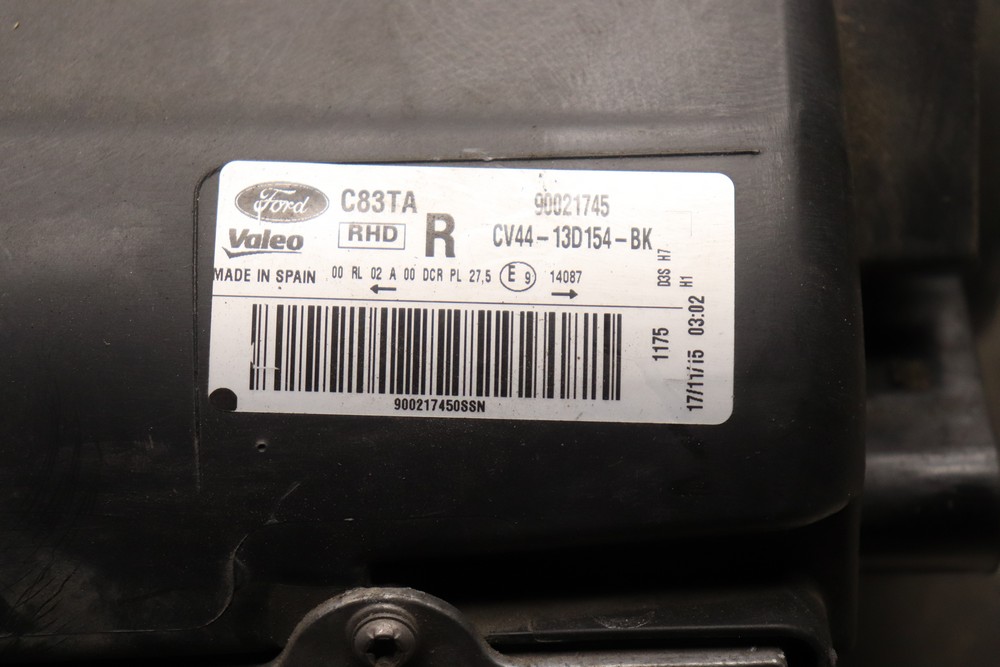 Ford C83TA 90021745
Valeo RHD R CV44-13D154-BK
MADE IN SPAIN 00 RL 02 A 00 DCR PL 27,5 E 9 14087
← →
D3S H7
H1
1175
17/11/15 03:02
900217450SSN